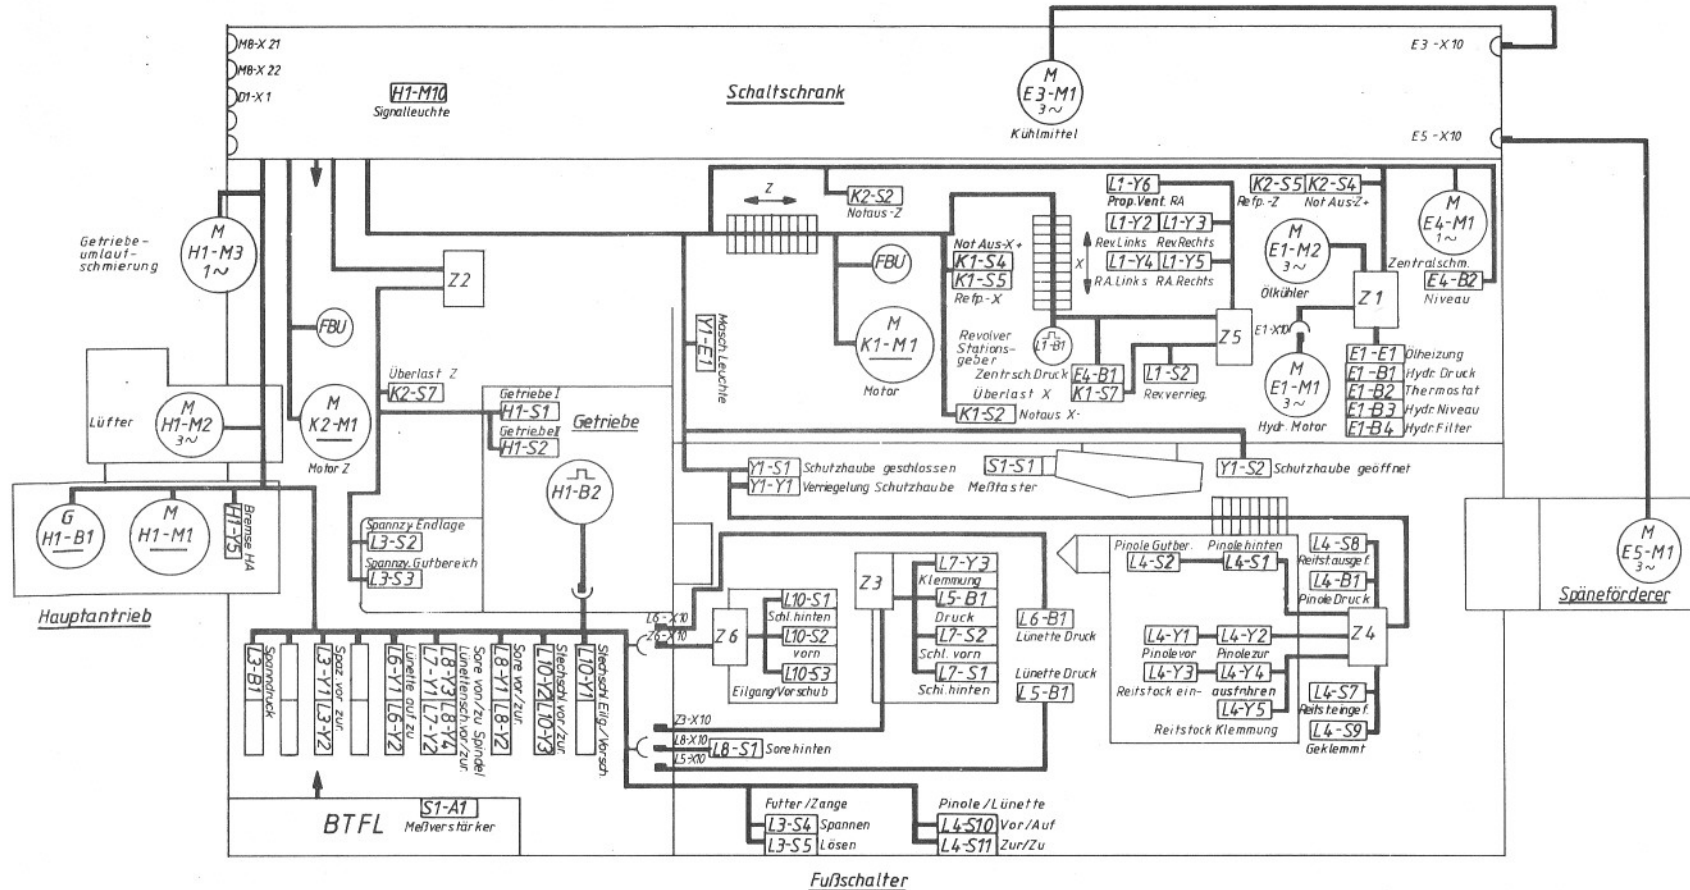 M8-X 21
M8-X 22
D1-X 1
H1-M10
Signalleuchte
Schaltschrank
M
E3-M1
3~
Kühlmittel
E3 -X10
E5 -X10
Getriebe-
umlauf-
schmierung
M
H1-M3
1~
Z2
FBU
Z
K2-S2
Notaus -Z
FBU
M
K1-M1
Motor
Not Aus-X+
K1-S4
K1-S5
Refp.-X
X
L1-Y6
Prop.Vent. RA
L1-Y2 L1-Y3
Rev.Links Rev.Rechts
L1-Y4 L1-Y5
R.A.Links R.A.Rechts
K2-S5 K2-S4
Refp.-Z Not Aus-Z+
M
E1-M2
3~
Ölkühler
M
E4-M1
1~
Zentralschm.
E4-B2
Niveau
Z1
Z5
E1-X10
Revolver
Stations-
geber
L1-B1
Zentrsch.Druck
E4-B1
Überlast X
K1-S7
L1-S2
Rev.verrieg.
K1-S2
Notaus X-
M
E1-M1
3~
Hydr. Motor
E1-E1 Ölheizung
E1-B1 Hydr. Druck
E1-B2 Thermostat
E1-B3 Hydr.Niveau
E1-B4 Hydr.Filter
Masch.Leuchte
Y1-E1
Lüfter
M
H1-M2
3~
M
K2-M1
Motor Z
Überlast Z
K2-S7
Getriebe I
H1-S1
Getriebe II
H1-S2
Getriebe
H1-B2
Y1-S1 Schutzhaube geschlossen
Y1-Y1 Verriegelung Schutzhaube
S1-S1
Meßtaster
Y1-S2 Schutzhaube geöffnet
G
H1-B1
M
H1-M1
Bremse HA
H1-Y5
Hauptantrieb
Spannzy. Endlage
L3-S2
Spannzy. Gutbereich
L3-S3
M
E5-M1
3~
Späneförderer
L6-X10
Z6-X10
Z6
L10-S1
Schl.hinten
L10-S2
vorn
L10-S3
Eilgang/Vorschub
Z3
L7-Y3
Klemmung
L5-B1
Druck
L7-S2
Schl. vorn
L7-S1
Schl.hinten
L6-B1
Lünette Druck
Lünette Druck
L5-B1
Pinole Gutber. Pinole hinten
L4-S2 L4-S1
L4-S8
Reitst.ausgef.
L4-B1
Pinole Druck
Z4
L4-Y1 L4-Y2
Pinole vor Pinole zur
L4-Y3 L4-Y4
Reitstock ein- ausfahren
L4-Y5
Reitstock Klemmung
L4-S7
Reitst.eingef.
L4-S9
Geklemmt
Spanndruck
L3-B1
Spaz. vor zur.
L3-Y1 L3-Y2
Lünette auf zu
L6-Y1 L6-Y2
Sore von/zu Spindel
Lünettensch.vor/zur.
L8-Y3 L8-Y4
L7-Y1 L7-Y2
Sore vor/zur.
L8-Y1 L8-Y2
Stechschl.vor/zur.
L10-Y2 L10-Y3
Stechschl. Eilg./Vorsch.
L10-Y1
Z3-X10
L8-X10
L5-X10
L8-S1 Sore hinten
BTFL
S1-A1
Meßverstärker
Futter/Zange
L3-S4 Spannen
L3-S5 Lösen
Pinole/Lünette
L4-S10 Vor/Auf
L4-S11 Zur/Zu
Fußschalter